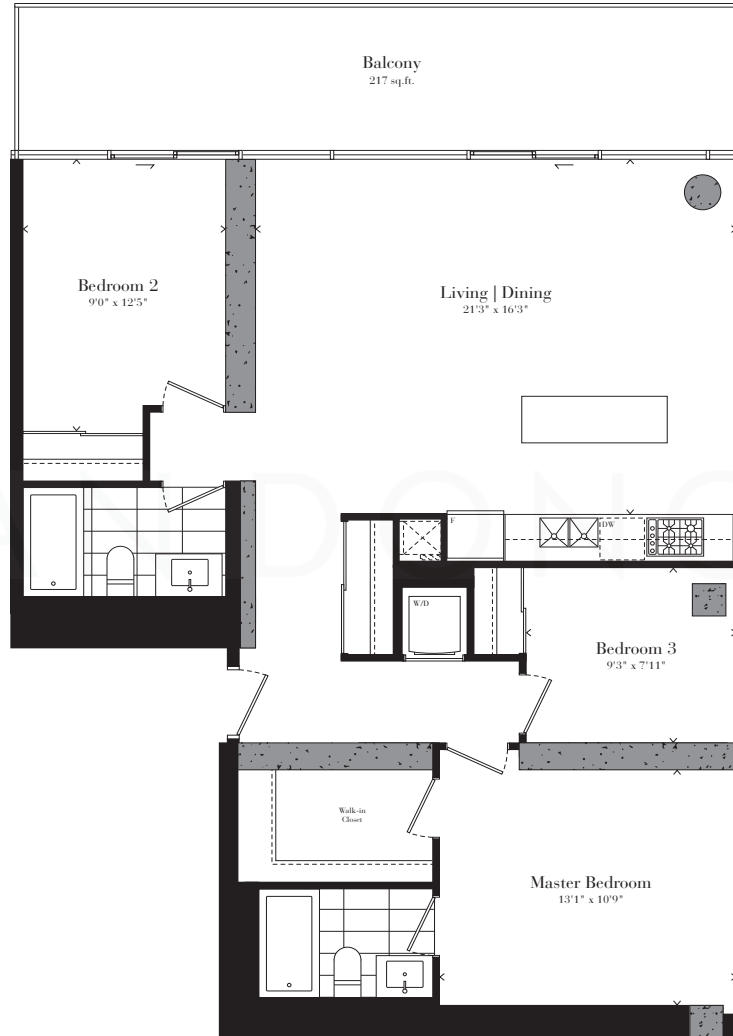 Balcony
217 sq.ft.
Bedroom 2
9'0" x 12'5"
Living | Dining
21'3" x 16'3"
F
DW
W/D
Bedroom 3
9'3" x 7'11"
Walk-in
Closet
Master Bedroom
13'1" x 10'9"